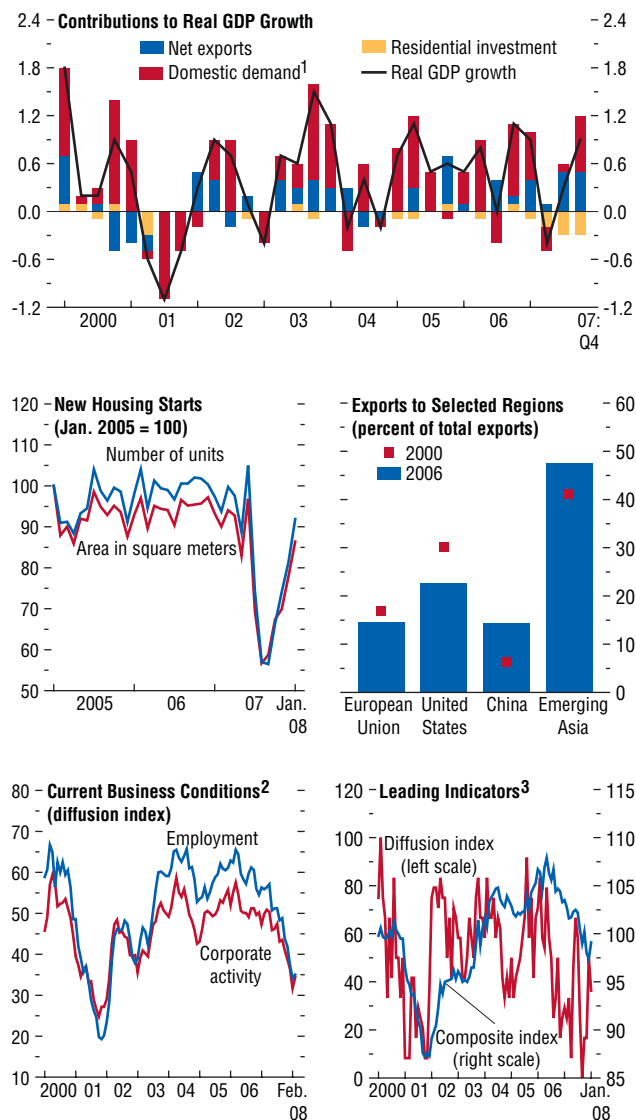 Contributions to Real GDP Growth
Net exports
Residential investment
Domestic demand1
Real GDP growth
2.4
1.8
1.2
0.6
0.0
-0.6
-1.2
2.4
1.8
1.2
0.6
0.0
-0.6
-1.2
2000 01 02 03 04 05 06 07:
Q4
New Housing Starts
(Jan. 2005 = 100)
Number of units
Area in square meters
120
110
100
90
80
70
60
50
2005 06 07 Jan.
08
Exports to Selected Regions
(percent of total exports)
2000
2006
60
50
40
30
20
10
0
European
Union
United
States
China
Emerging
Asia
Current Business Conditions2
(diffusion index)
Employment
Corporate
activity
80
70
60
50
40
30
20
10
2000 01 02 03 04 05 06 Feb.
08
Leading Indicators3
Diffusion index
(left scale)
Composite index
(right scale)
120
100
80
60
40
20
0
115
110
105
100
95
90
85
2000 01 02 03 04 05 06 Jan.
08